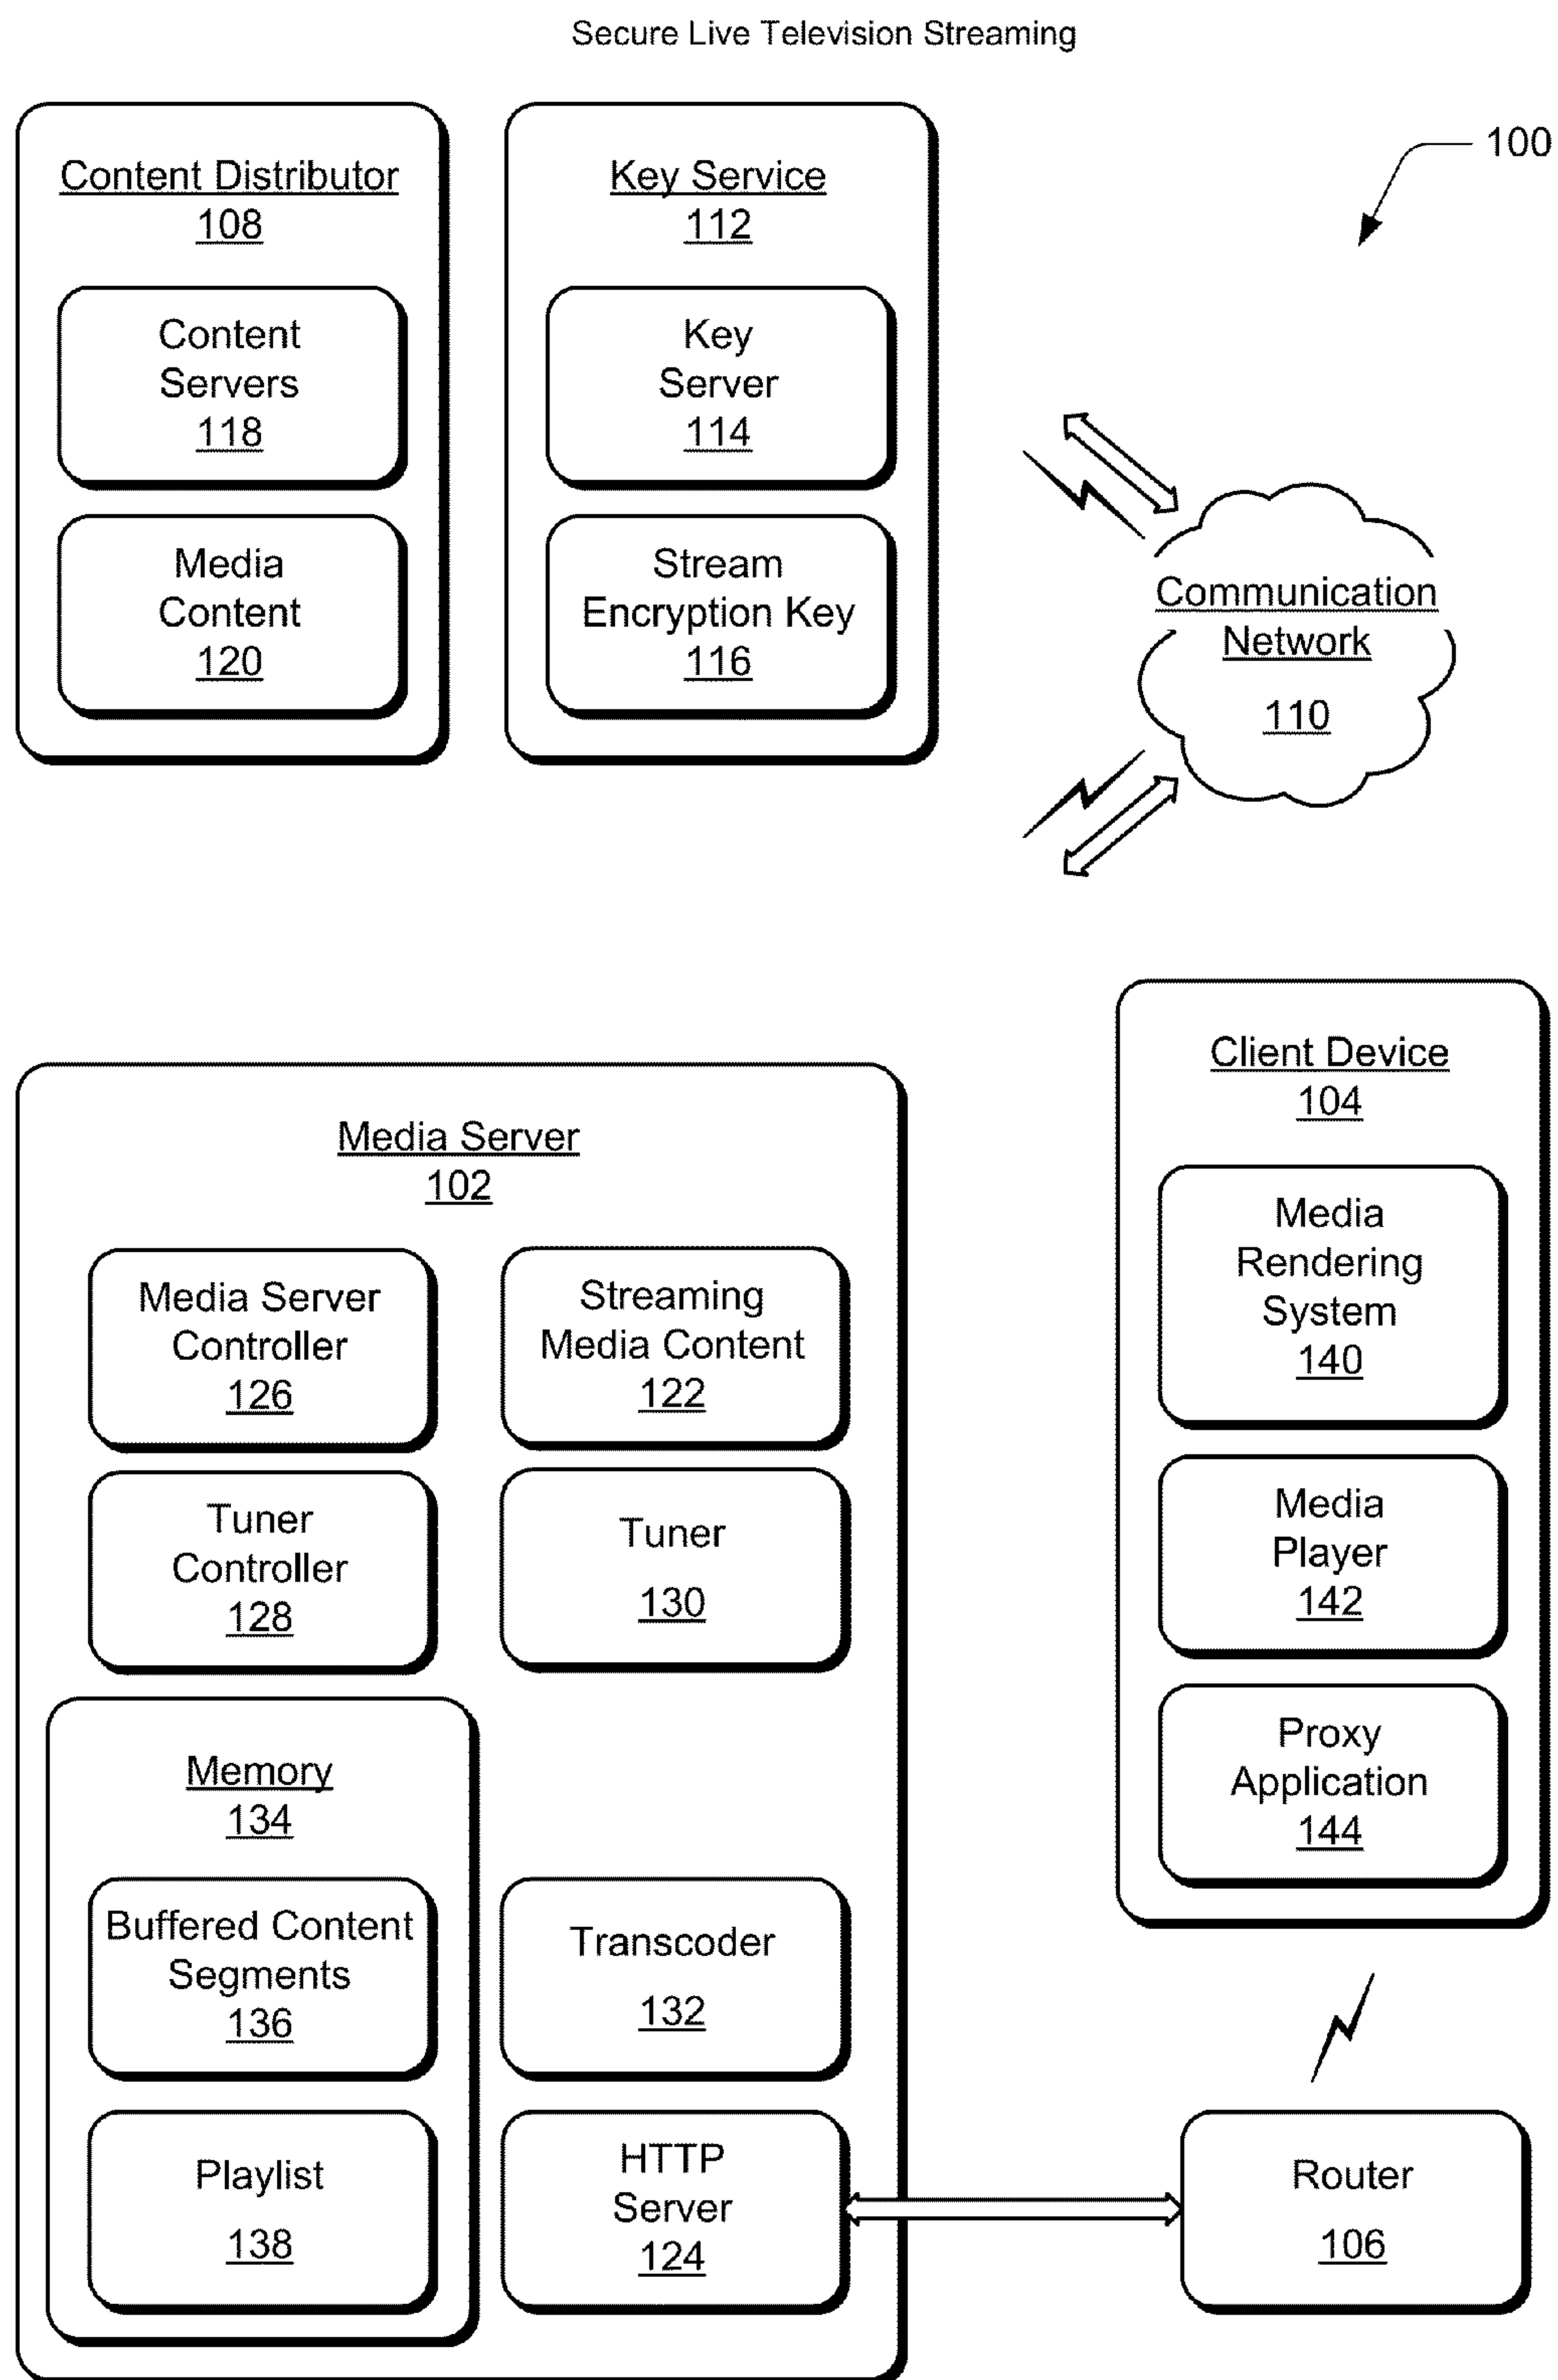 Secure Live Television Streaming
100
Content Distributor
108
Content
Servers
118
Media
Content
120
Key Service
112
Key
Server
114
Stream
Encryption Key
116
Communication
Network
110
Media Server
102
Media Server
Controller
126
Streaming
Media Content
122
Tuner
Controller
128
Tuner
130
Memory
134
Buffered Content
Segments
136
Playlist
138
Transcoder
132
HTTP
Server
124
Client Device
104
Media
Rendering
System
140
Media
Player
142
Proxy
Application
144
Router
106